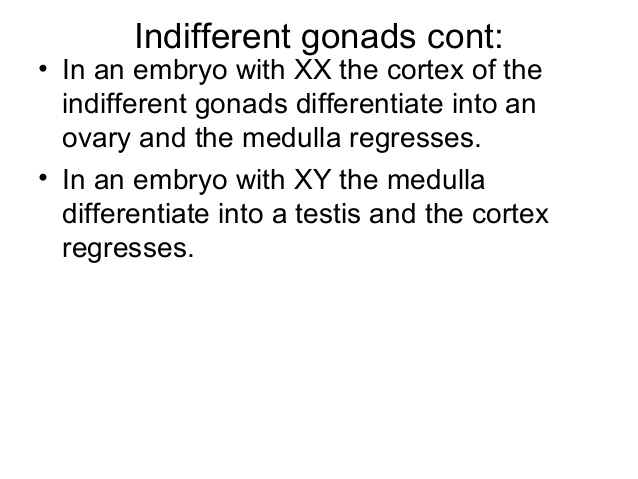 Indifferent gonads cont:
• In an embryo with XX the cortex of the
indifferent gonads differentiate into an
ovary and the medulla regresses.
• In an embryo with XY the medulla
differentiate into a testis and the cortex
regresses.